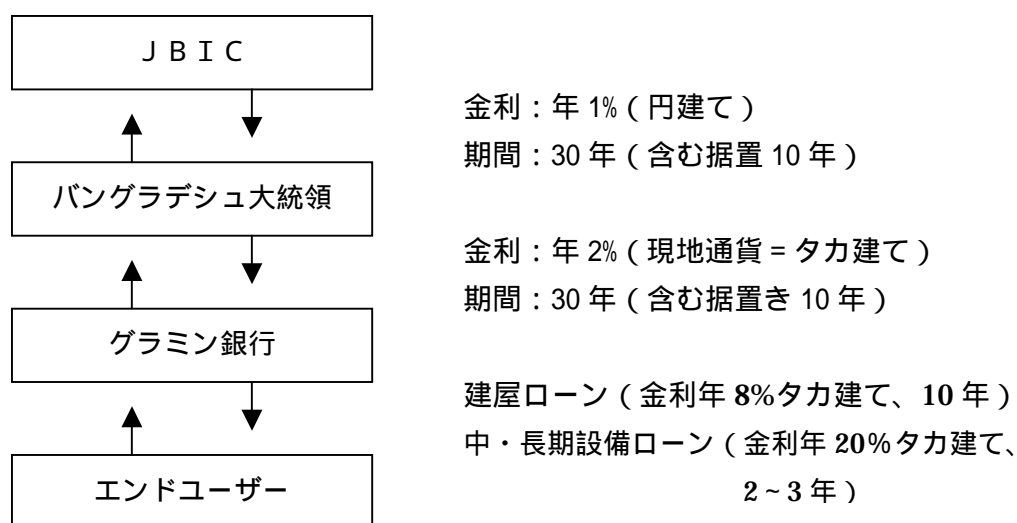 ＪＢＩＣ
金利：年 1%（円建て）
期間：30 年（含む据置 10 年）
バングラデシュ大統領
金利：年 2%（現地通貨＝タカ建て）
期間：30 年（含む据置き 10 年）
グラミン銀行
建屋ローン（金利年 8%タカ建て、10 年）
中・長期設備ローン（金利年 20%タカ建て、
2～3 年）
エンドユーザー